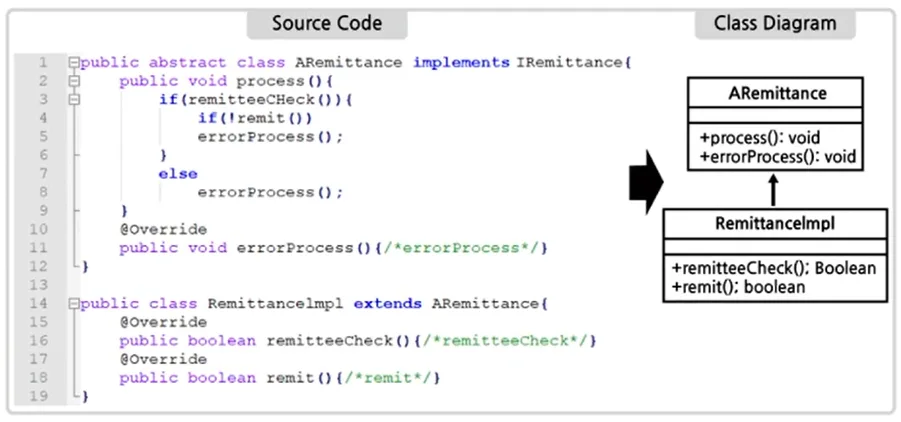 Source Code
Class Diagram
1 public abstract class ARemittance implements IRemittance{
2 public void process(){
3 if(remitteeCHeck()){
4 if(!remit())
5 errorProcess();
6 }
7 else
8 errorProcess();
9 }
10 @Override
11 public void errorProcess(){/*errorProcess*/}
12 }
13
14 public class Remittancelmpl extends ARemittance{
15 @Override
16 public boolean remitteeCheck(){/*remitteeCheck*/}
17 @Override
18 public boolean remit(){/*remit*/}
19 }
ARemittance
+process(): void
+errorProcess(): void
Remittancelmpl
+remitteeCheck(); Boolean
+remit(); boolean